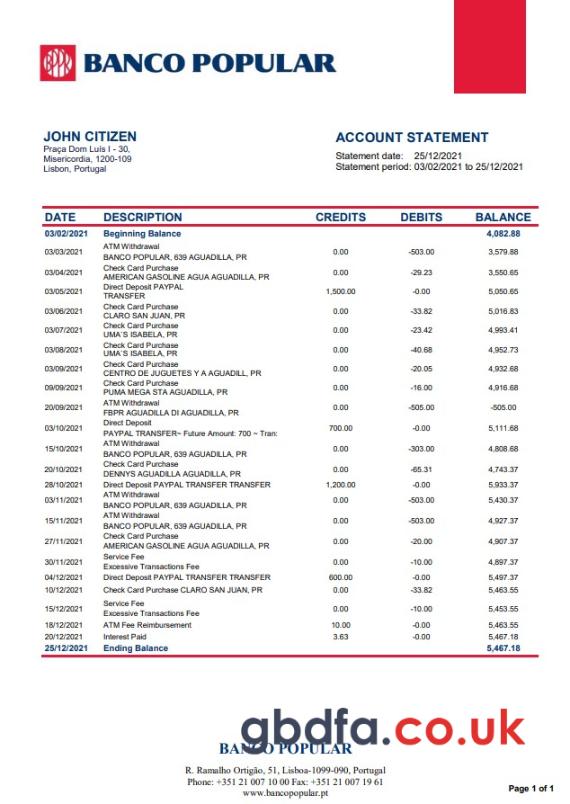 BANCO POPULAR
JOHN CITIZEN
Praça Dom Luís I - 30,
Misericordia, 1200-109
Lisbon, Portugal
ACCOUNT STATEMENT
Statement date: 25/12/2021
Statement period: 03/02/2021 to 25/12/2021
DATE DESCRIPTION CREDITS DEBITS BALANCE
03/02/2021 Beginning Balance 4,082.88
03/03/2021 ATM Withdrawal
BANCO POPULAR, 639 AGUADILLA, PR 0.00 -503.00 3,579.88
03/04/2021 Check Card Purchase
AMERICAN GASOLINE AGUA AGUADILLA, PR 0.00 -29.23 3,550.65
03/05/2021 Direct Deposit PAYPAL
TRANSFER 1,500.00 -0.00 5,050.65
03/06/2021 Check Card Purchase
CLARO SAN JUAN, PR 0.00 -33.82 5,016.83
03/07/2021 Check Card Purchase
UMA´S ISABELA, PR 0.00 -23.42 4,993.41
03/08/2021 Check Card Purchase
UMA´S ISABELA, PR 0.00 -40.68 4,952.73
03/09/2021 Check Card Purchase
CENTRO DE JUGUETES Y A AGUADILL, PR 0.00 -20.05 4,932.68
09/09/2021 Check Card Purchase
PUMA MEGA STA AGUADILLA, PR 0.00 -16.00 4,916.68
20/09/2021 ATM Withdrawal
FBPR AGUADILLA DI AGUADILLA, PR 0.00 -505.00 -505.00
03/10/2021 Direct Deposit
PAYPAL TRANSFER~ Future Amount: 700 ~ Tran: 700.00 -0.00 5,111.68
15/10/2021 ATM Withdrawal
BANCO POPULAR, 639 AGUADILLA, PR 0.00 -303.00 4,808.68
20/10/2021 Check Card Purchase
DENNYS AGUADILLA AGUADILLA, PR 0.00 -65.31 4,743.37
28/10/2021 Direct Deposit PAYPAL TRANSFER TRANSFER 1,200.00 -0.00 5,933.37
03/11/2021 ATM Withdrawal
BANCO POPULAR, 639 AGUADILLA, PR 0.00 -503.00 5,430.37
15/11/2021 ATM Withdrawal
BANCO POPULAR, 639 AGUADILLA, PR 0.00 -503.00 4,927.37
27/11/2021 Check Card Purchase
AMERICAN GASOLINE AGUA AGUADILLA, PR 0.00 -20.00 4,907.37
30/11/2021 Service Fee
Excessive Transactions Fee 0.00 -10.00 4,897.37
04/12/2021 Direct Deposit PAYPAL TRANSFER TRANSFER 600.00 -0.00 5,497.37
10/12/2021 Check Card Purchase CLARO SAN JUAN, PR 0.00 -33.82 5,463.55
15/12/2021 Service Fee
Excessive Transactions Fee 0.00 -10.00 5,453.55
18/12/2021 ATM Fee Reimbursement 10.00 -0.00 5,463.55
20/12/2021 Interest Paid 3.63 -0.00 5,467.18
25/12/2021 Ending Balance 5,467.18
gbdfa.co.uk
BANCO POPULAR
R. Ramalho Ortigão, 51, Lisboa-1099-090, Portugal
Phone: +351 21 007 10 00 Fax: +351 21 007 19 61
www.bancopopular.pt
Page 1 of 1